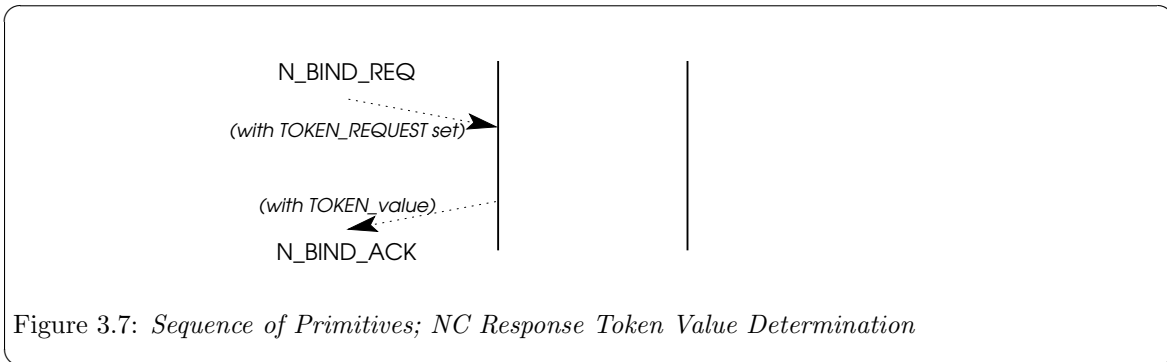 N_BIND_REQ
(with TOKEN_REQUEST set)
(with TOKEN_value)
N_BIND_ACK
Figure 3.7: Sequence of Primitives; NC Response Token Value Determination